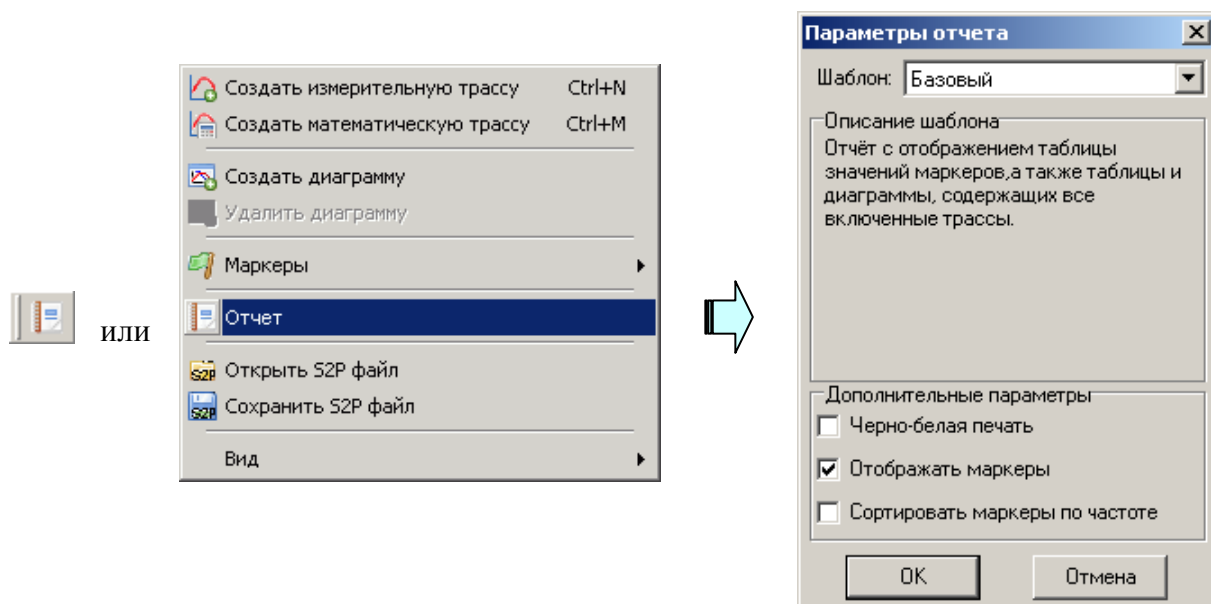 или
Создать измерительную трассу Ctrl+N
Создать математическую трассу Ctrl+M
Создать диаграмму
Удалить диаграмму
Маркеры
Отчет
S2P Открыть S2P файл
S2P Сохранить S2P файл
Вид
Параметры отчета
Шаблон: Базовый
Описание шаблона
Отчёт с отображением таблицы
значений маркеров,а также таблицы и
диаграммы, содержащих все
включенные трассы.
Дополнительные параметры
Черно-белая печать
Отображать маркеры
Сортировать маркеры по частоте
OK Отмена